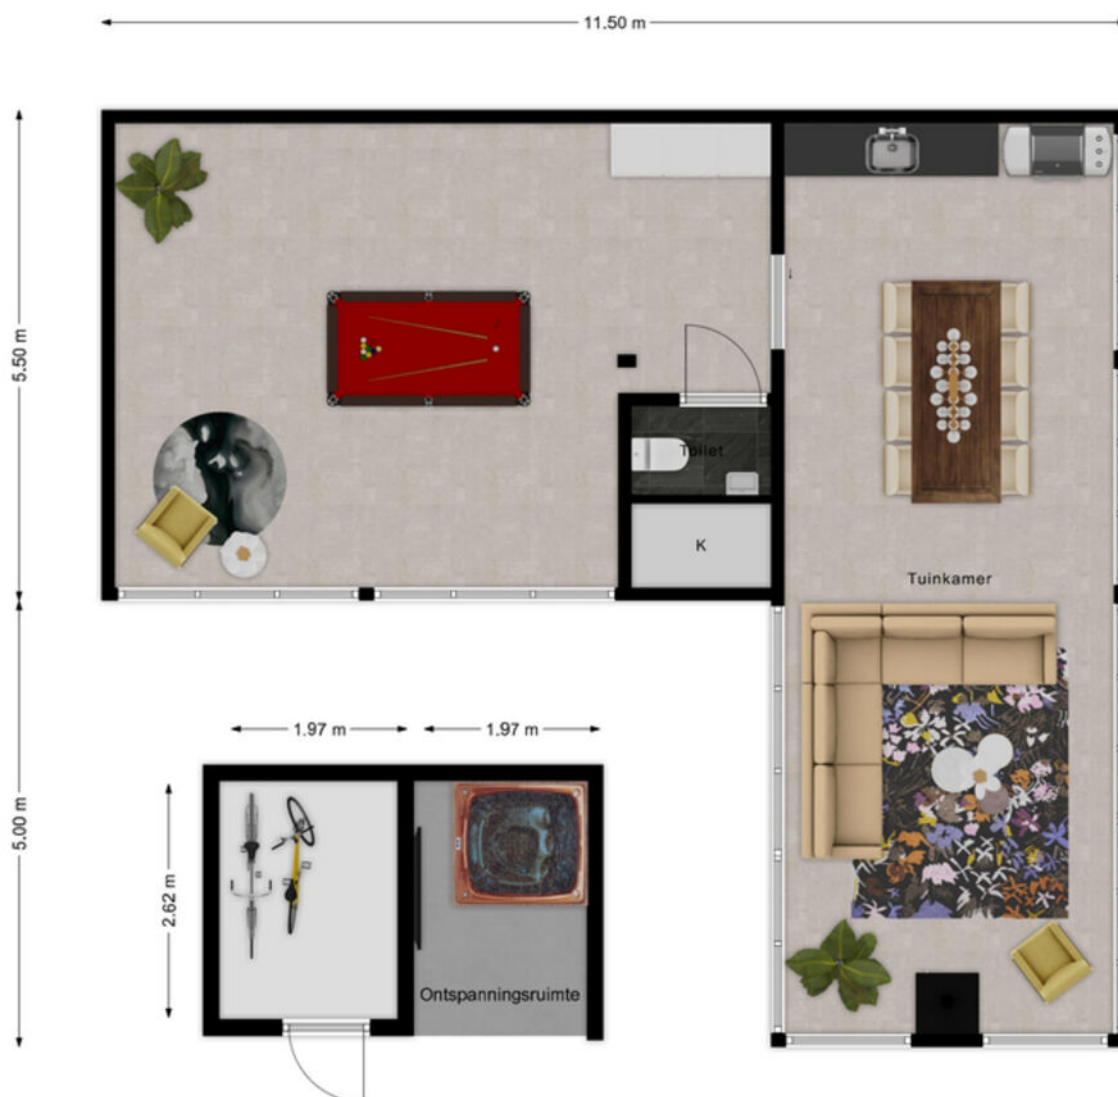 11.50 m
5.50 m
Toilet
K
Tuinkamer
1.97 m
1.97 m
5.00 m
2.62 m
Ontspanningsruimte